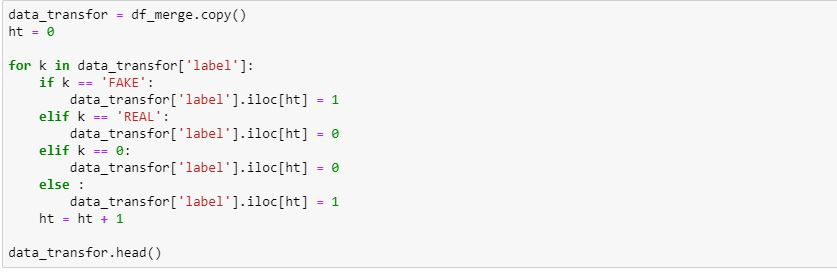 data_transfor = df_merge.copy()
ht = 0

for k in data_transfor['label']:
    if k == 'FAKE':
        data_transfor['label'].iloc[ht] = 1
    elif k == 'REAL':
        data_transfor['label'].iloc[ht] = 0
    elif k == 0:
        data_transfor['label'].iloc[ht] = 0
    else :
        data_transfor['label'].iloc[ht] = 1
    ht = ht + 1

data_transfor.head()